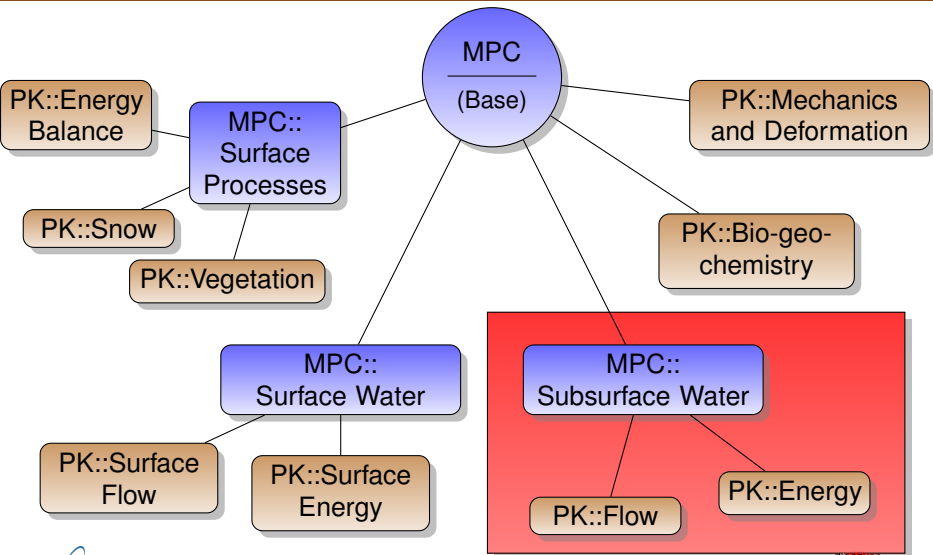 MPC
(Base)
PK::Energy
Balance
MPC::
Surface
Processes
PK::Mechanics
and Deformation
PK::Snow
PK::Bio-geo-
chemistry
PK::Vegetation
MPC::
Surface Water
MPC::
Subsurface Water
PK::Surface
Flow
PK::Surface
Energy
PK::Energy
PK::Flow